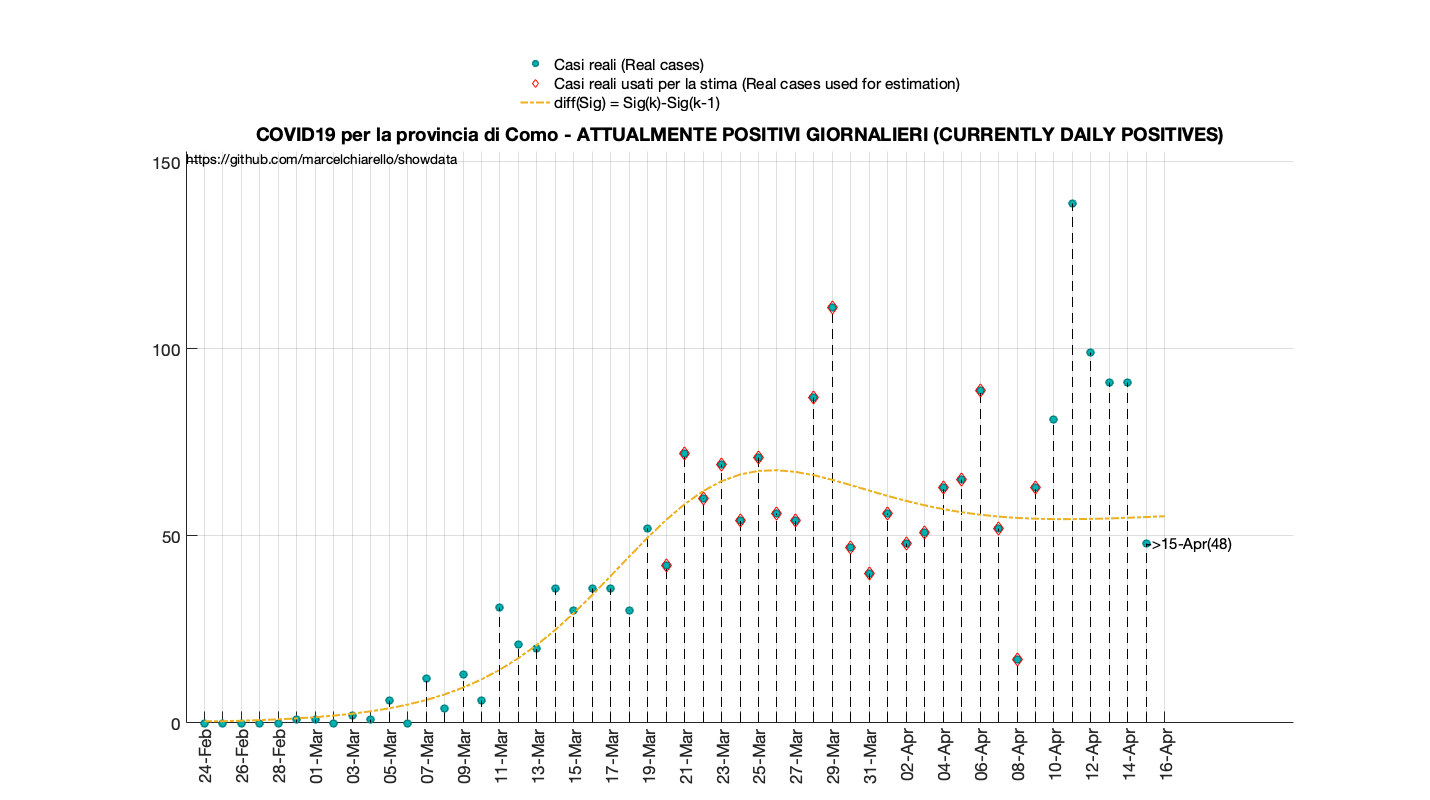 Casi reali (Real cases)
Casi reali usati per la stima (Real cases used for estimation)
diff(Sig) = Sig(k)-Sig(k-1)
COVID19 per la provincia di Como - ATTUALMENTE POSITIVI GIORNALIERI (CURRENTLY DAILY POSITIVES)
https://github.com/marcelchiarello/showdata
150
100
50
0
->15-Apr(48)
24-Feb
26-Feb
28-Feb
01-Mar
03-Mar
05-Mar
07-Mar
09-Mar
11-Mar
13-Mar
15-Mar
17-Mar
19-Mar
21-Mar
23-Mar
25-Mar
27-Mar
29-Mar
31-Mar
02-Apr
04-Apr
06-Apr
08-Apr
10-Apr
12-Apr
14-Apr
16-Apr